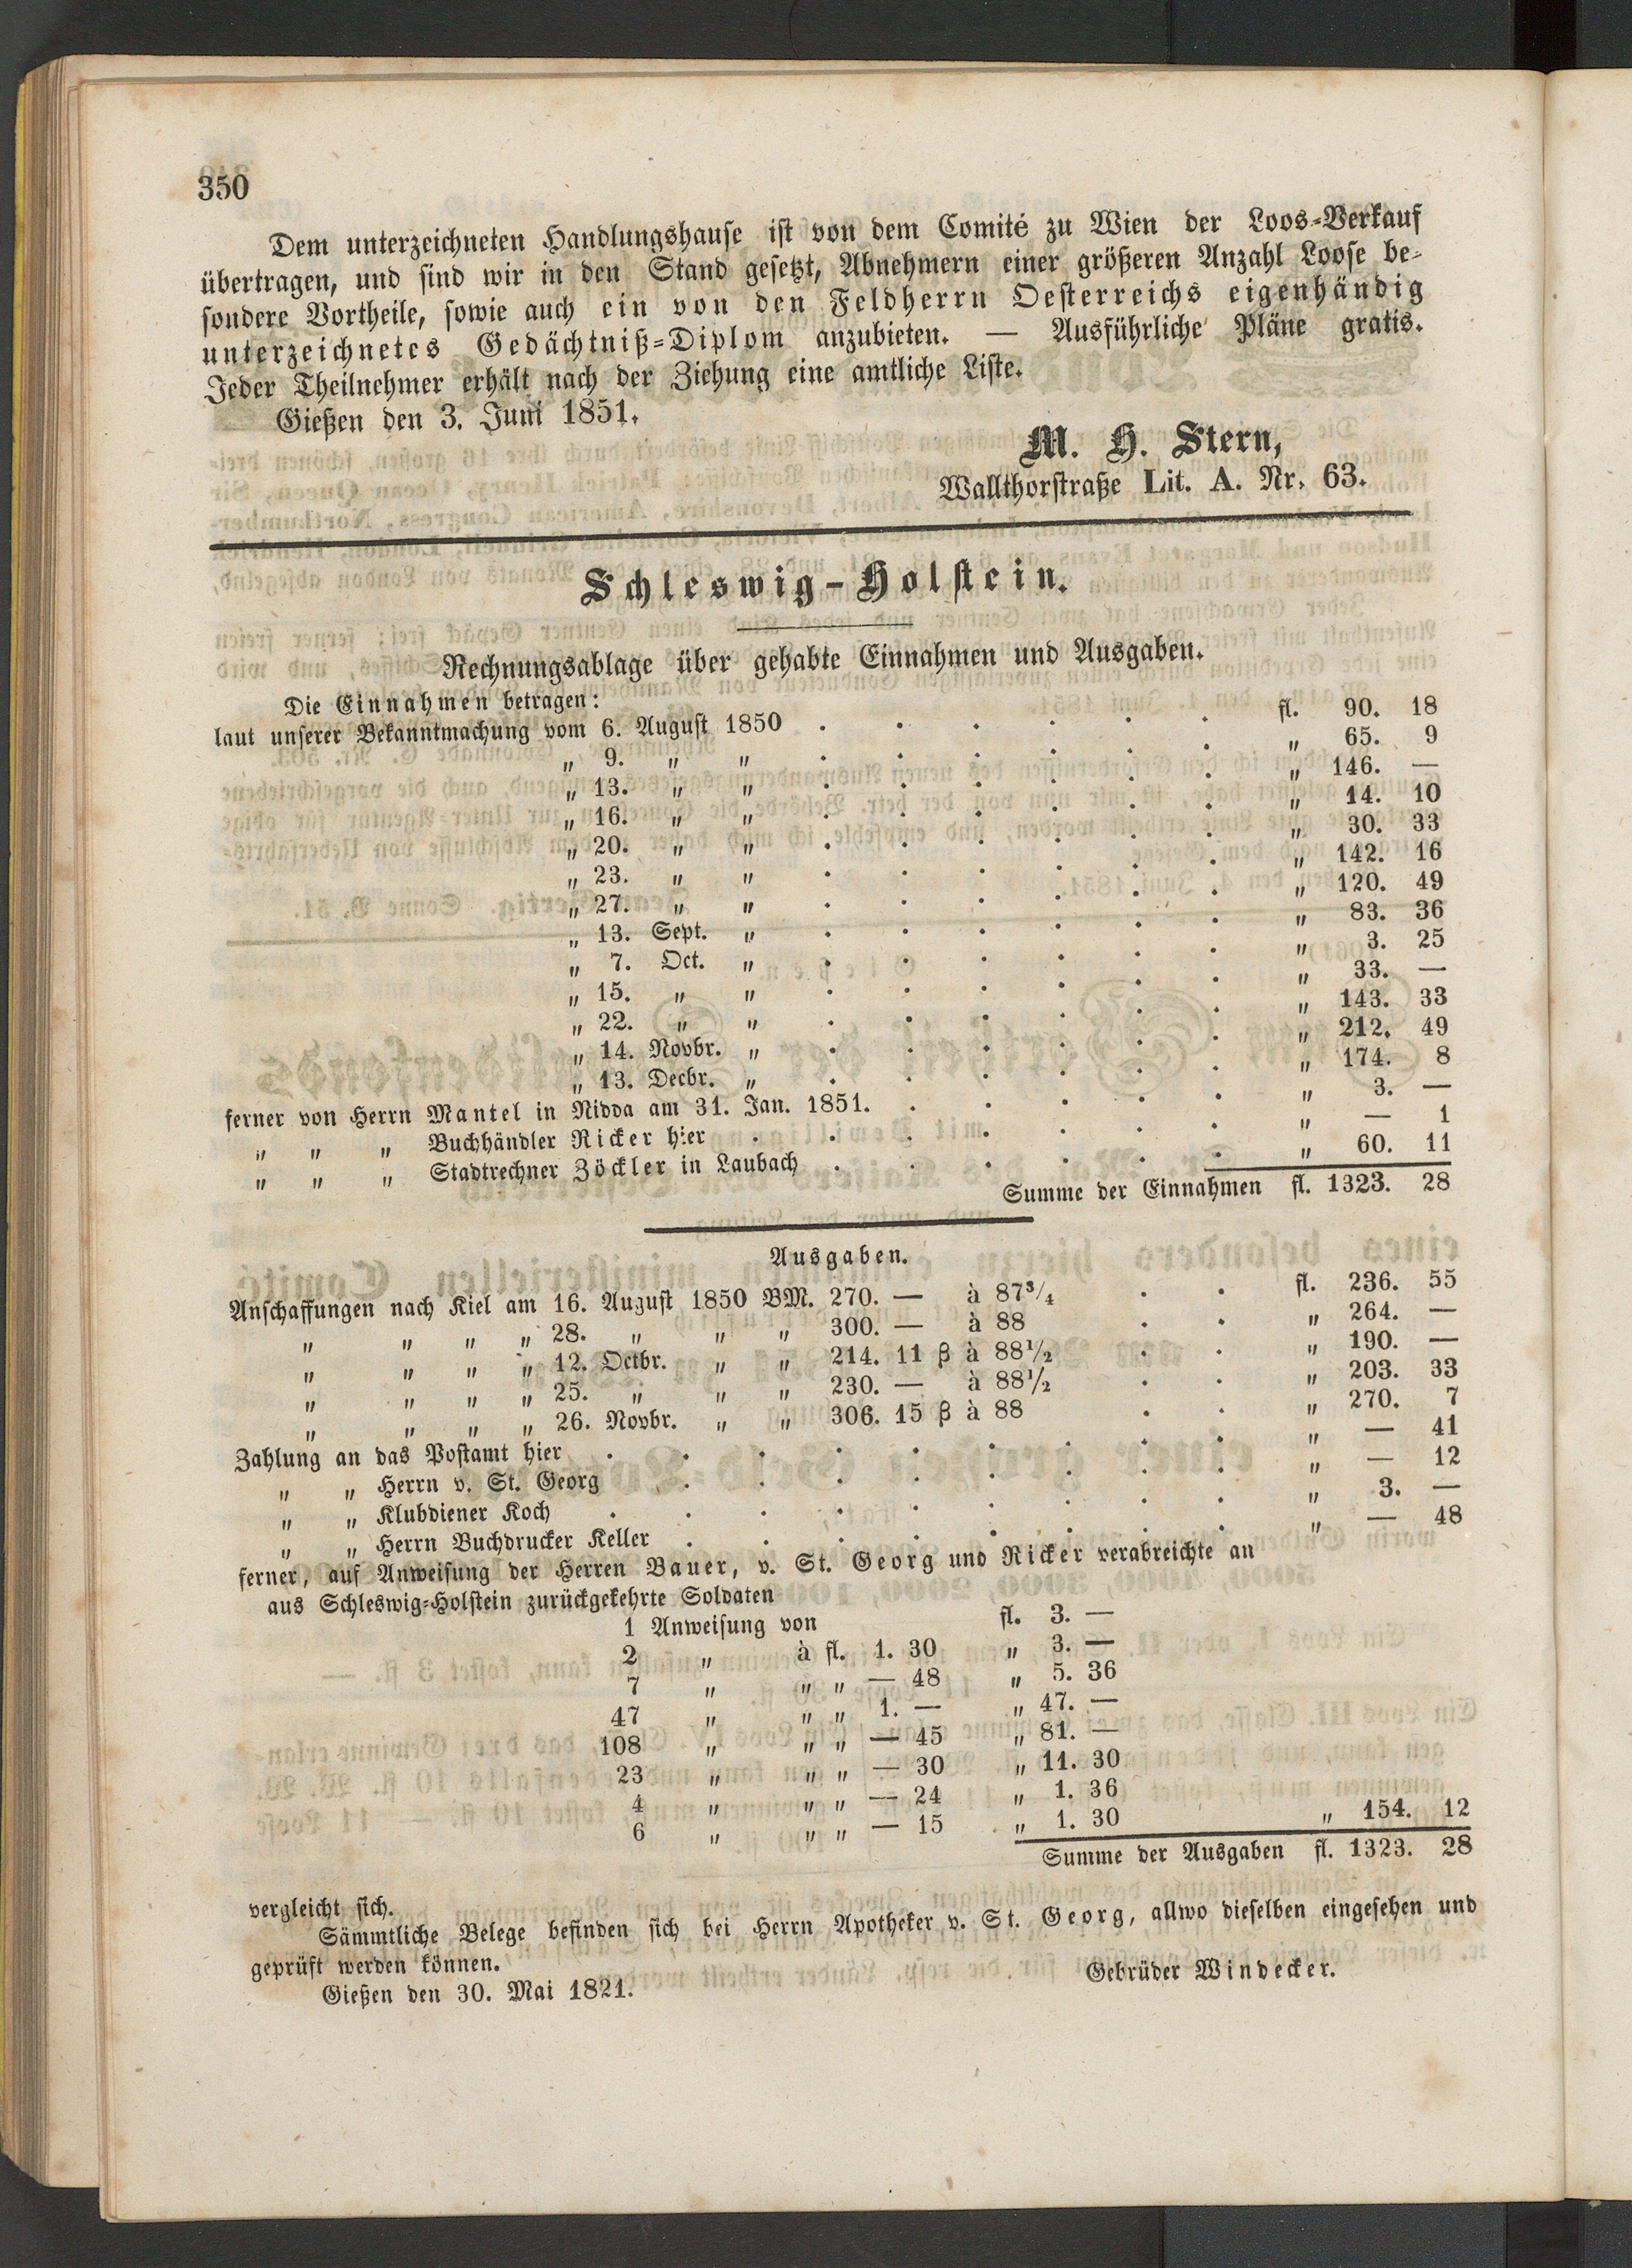 350
Dem unterzeichneten Handlungshause ist von dem Comité zu Wien der Loos-Verkauf
übertragen, und sind wir in den Stand gesetzt, Abnehmern einer größeren Anzahl Loose be-
sondere Vortheile, sowie auch ein von den Feldherrn Oesterreichs eigenhändig
unterzeichnetes Gedächtniß-Diplom anzubieten. — Ausführliche Pläne gratis.
Jeder Theilnehmer erhält nach der Ziehung eine amtliche Liste.
Gießen den 3. Juni 1851.
M. H. Stern,
Wallthorstraße Lit. A. Nr. 63.
Schleswig-Holstein.
Rechnungsablage über gehabte Einnahmen und Ausgaben.
Die Einnahmen betragen:
laut unserer Bekanntmachung vom 6. August 1850 . . . . . . fl. 90. 18
„ 9. „ „ . . . . . . „ 65. 9
„ 13. „ „ . . . . . . „ 146. —
„ 16. „ „ . . . . . . „ 14. 10
„ 20. „ „ . . . . . . „ 30. 33
„ 23. „ „ . . . . . . „ 142. 16
„ 27. „ „ . . . . . . „ 120. 49
„ 13. Sept. „ . . . . . . „ 83. 36
„ 7. Oct. „ . . . . . . „ 3. 25
„ 15. „ „ . . . . . . „ 33. —
„ 22. „ „ . . . . . . „ 143. 33
„ 14. Novbr. „ . . . . . . „ 212. 49
„ 13. Decbr. „ . . . . . . „ 174. 8
ferner von Herrn Mantel in Nidda am 31. Jan. 1851. . . . . . „ 3. —
„ „ „ Buchhändler Ricker hier . . . . . . . „ — 1
„ „ „ Stadtrechner Zöckler in Laubach . . . . . . „ 60. 11
Summe der Einnahmen fl. 1323. 28
Ausgaben.
Anschaffungen nach Kiel am 16. August 1850 BM. 270. — à 87³/₄ . . fl. 236. 55
„ „ „ „ 28. „ „ „ 300. — à 88 . . „ 264. —
„ „ „ „ 12. Octbr. „ „ 214. 11 β à 88¹/₂ . . „ 190. —
„ „ „ „ 25. „ „ „ 230. — à 88¹/₂ . . „ 203. 33
„ „ „ „ 26. Novbr. „ „ 306. 15 β à 88 . . „ 270. 7
Zahlung an das Postamt hier . . . . . . . . . „ — 41
„ „ Herrn v. St. Georg . . . . . . . . „ — 12
„ „ Klubdiener Koch . . . . . . . . . „ 3. —
„ „ Herrn Buchdrucker Keller . . . . . . . . „ — 48
ferner, auf Anweisung der Herren Bauer, v. St. Georg und Ricker verabreichte an
aus Schleswig-Holstein zurückgekehrte Soldaten
1 Anweisung von fl. 3. —
2 „ à fl. 1. 30 „ 3. —
7 „ „ „ — 48 „ 5. 36
47 „ „ „ 1. — „ 47. —
108 „ „ „ — 45 „ 81. —
23 „ „ „ — 30 „ 11. 30
4 „ „ „ — 24 „ 1. 36
6 „ „ „ — 15 „ 1. 30 „ 154. 12
Summe der Ausgaben fl. 1323. 28
vergleicht sich.
Sämmtliche Belege befinden sich bei Herrn Apotheker v. St. Georg, allwo dieselben eingesehen und
geprüft werden können.
Gießen den 30. Mai 1821.
Gebrüder Windecker.